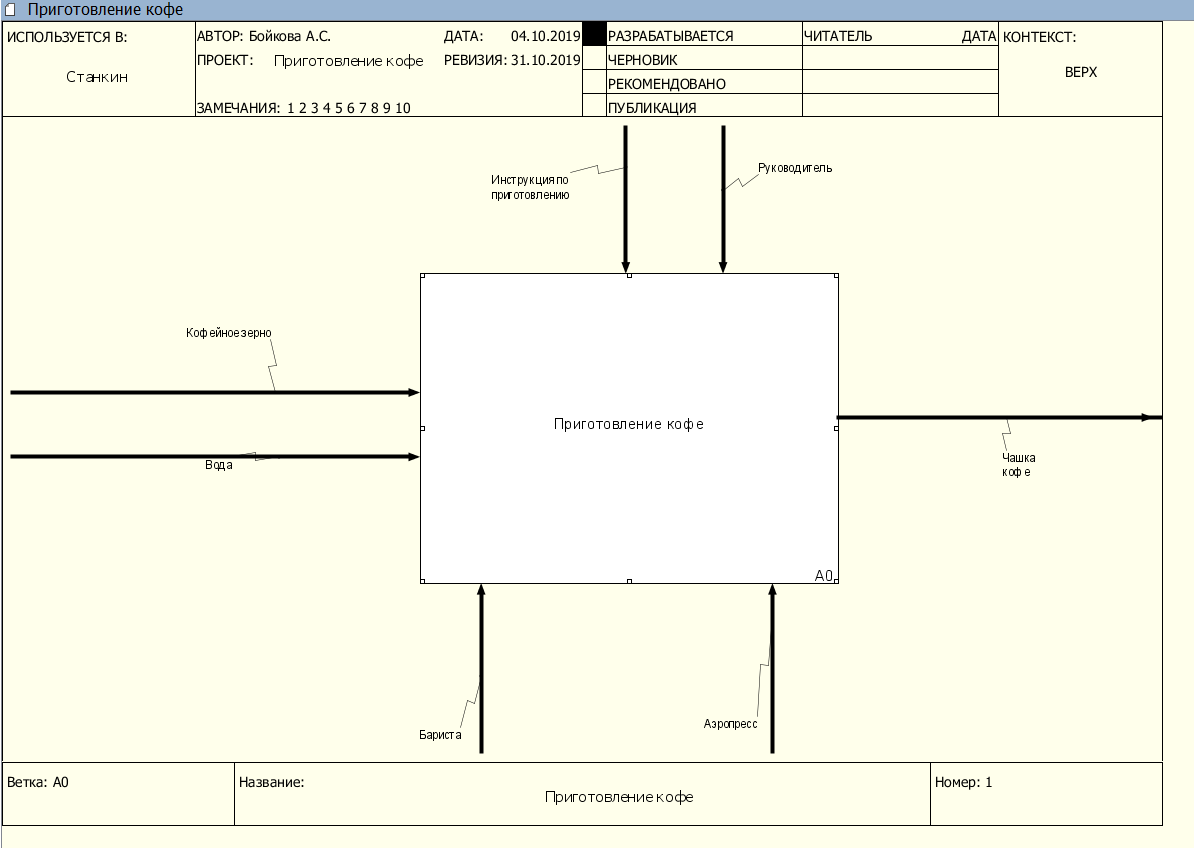 Приготовление кофе
ИСПОЛЬЗУЕТСЯ В:
Станкин
АВТОР: Бойкова А.С.
ДАТА: 04.10.2019
ПРОЕКТ: Приготовление кофе
РЕВИЗИЯ: 31.10.2019
ЗАМЕЧАНИЯ: 1 2 3 4 5 6 7 8 9 10
РАЗРАБАТЫВАЕТСЯ
ЧЕРНОВИК
РЕКОМЕНДОВАНО
ПУБЛИКАЦИЯ
ЧИТАТЕЛЬ ДАТА
КОНТЕКСТ:
ВЕРХ
Инструкция по
приготовлению
Руководитель
Кофейное зерно
Вода
Приготовление кофе
A0
Чашка
кофе
Бариста
Аэропресс
Ветка: A0
Название:
Приготовление кофе
Номер: 1